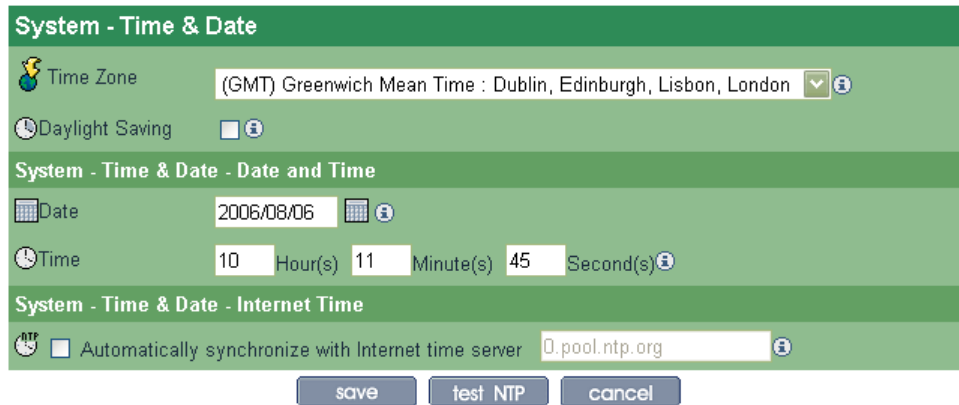 System - Time & Date
Time Zone (GMT) Greenwich Mean Time : Dublin, Edinburgh, Lisbon, London
Daylight Saving
System - Time & Date - Date and Time
Date 2006/08/06
Time 10 Hour(s) 11 Minute(s) 45 Second(s)
System - Time & Date - Internet Time
NTP Automatically synchronize with Internet time server 0.pool.ntp.org
save test NTP cancel